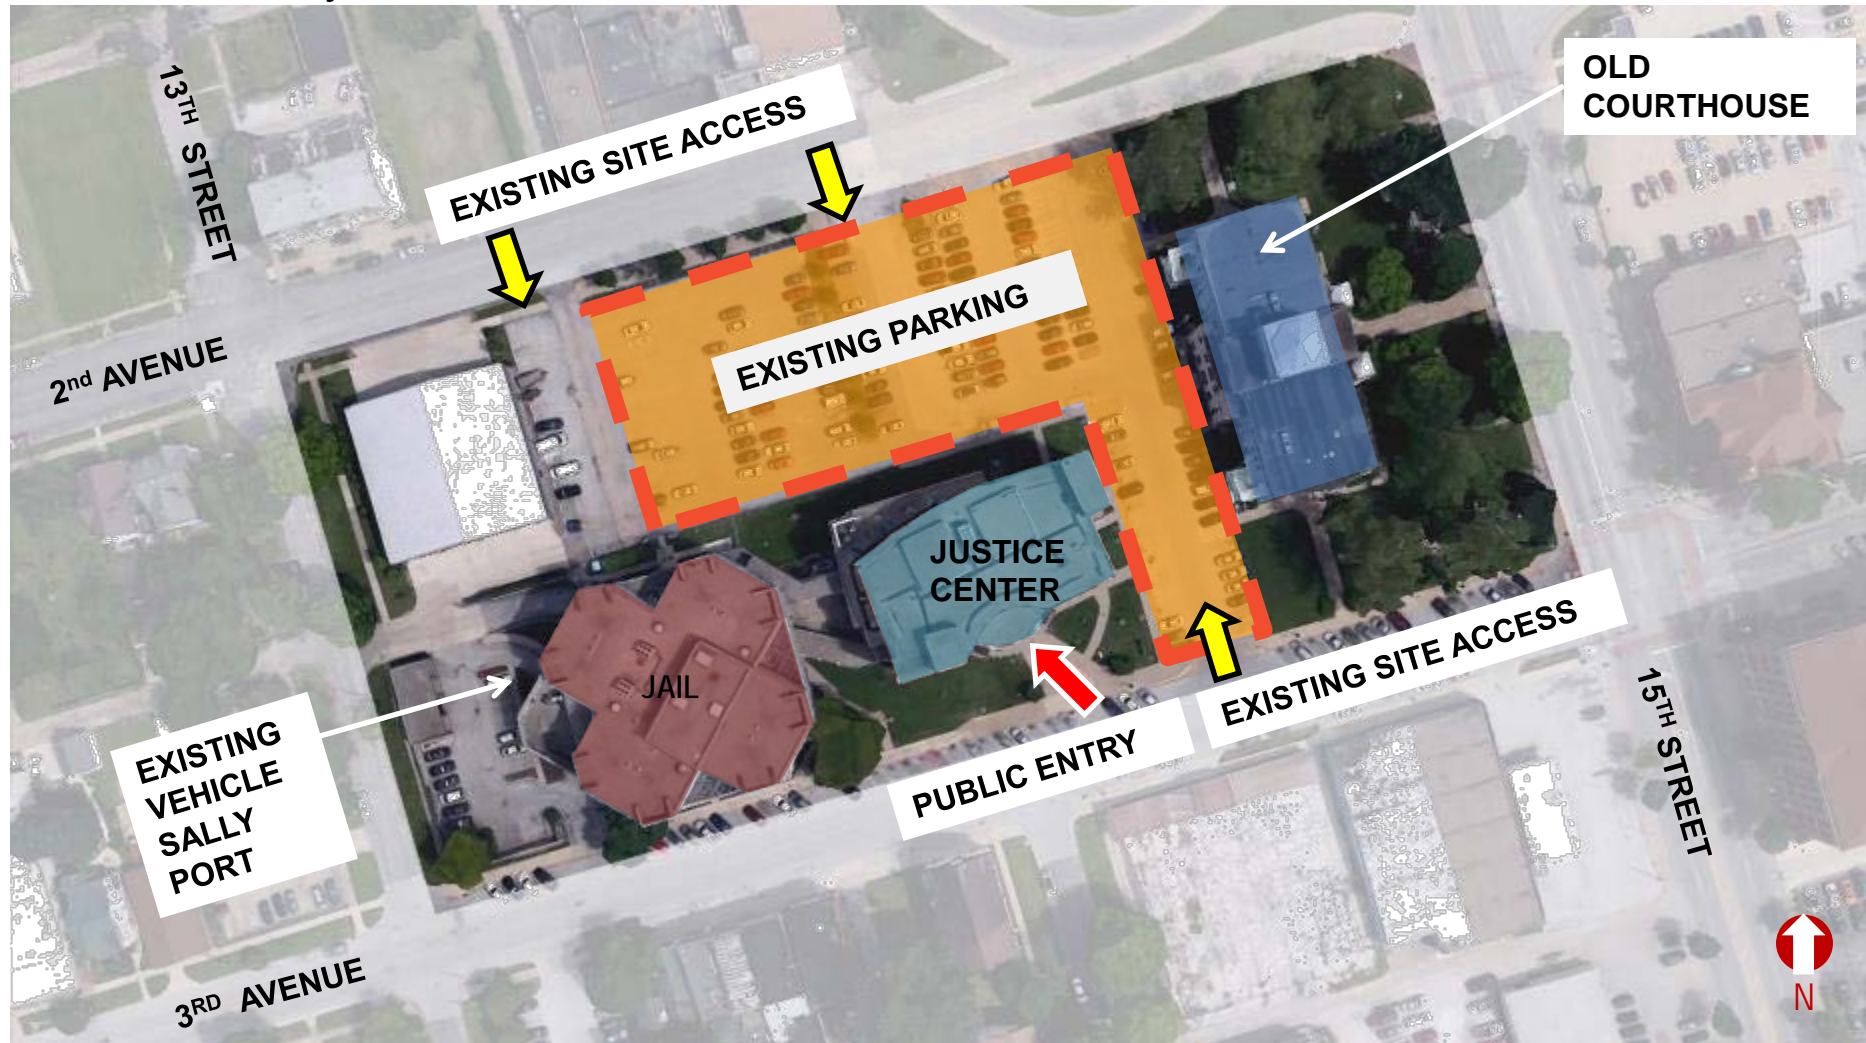 OLD
COURTHOUSE
13TH STREET
EXISTING SITE ACCESS
EXISTING PARKING
2nd AVENUE
JUSTICE
CENTER
JAIL
EXISTING SITE ACCESS
15TH STREET
PUBLIC ENTRY
EXISTING
VEHICLE
SALLY
PORT
3RD AVENUE
N